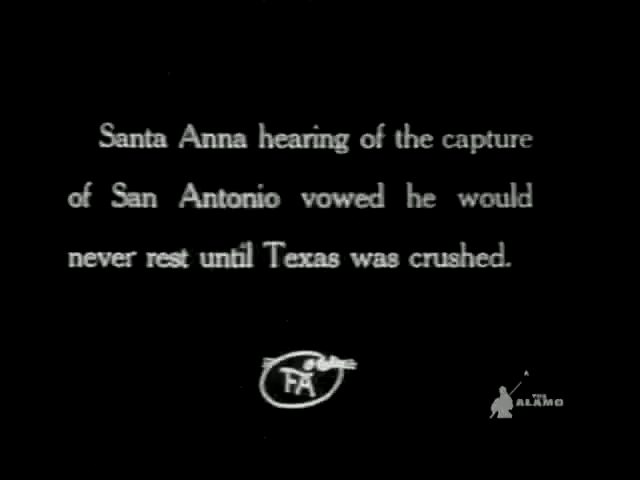 Santa Anna hearing of the capture
of San Antonio vowed he would
never rest until Texas was crushed.
FA
THE
ALAMO